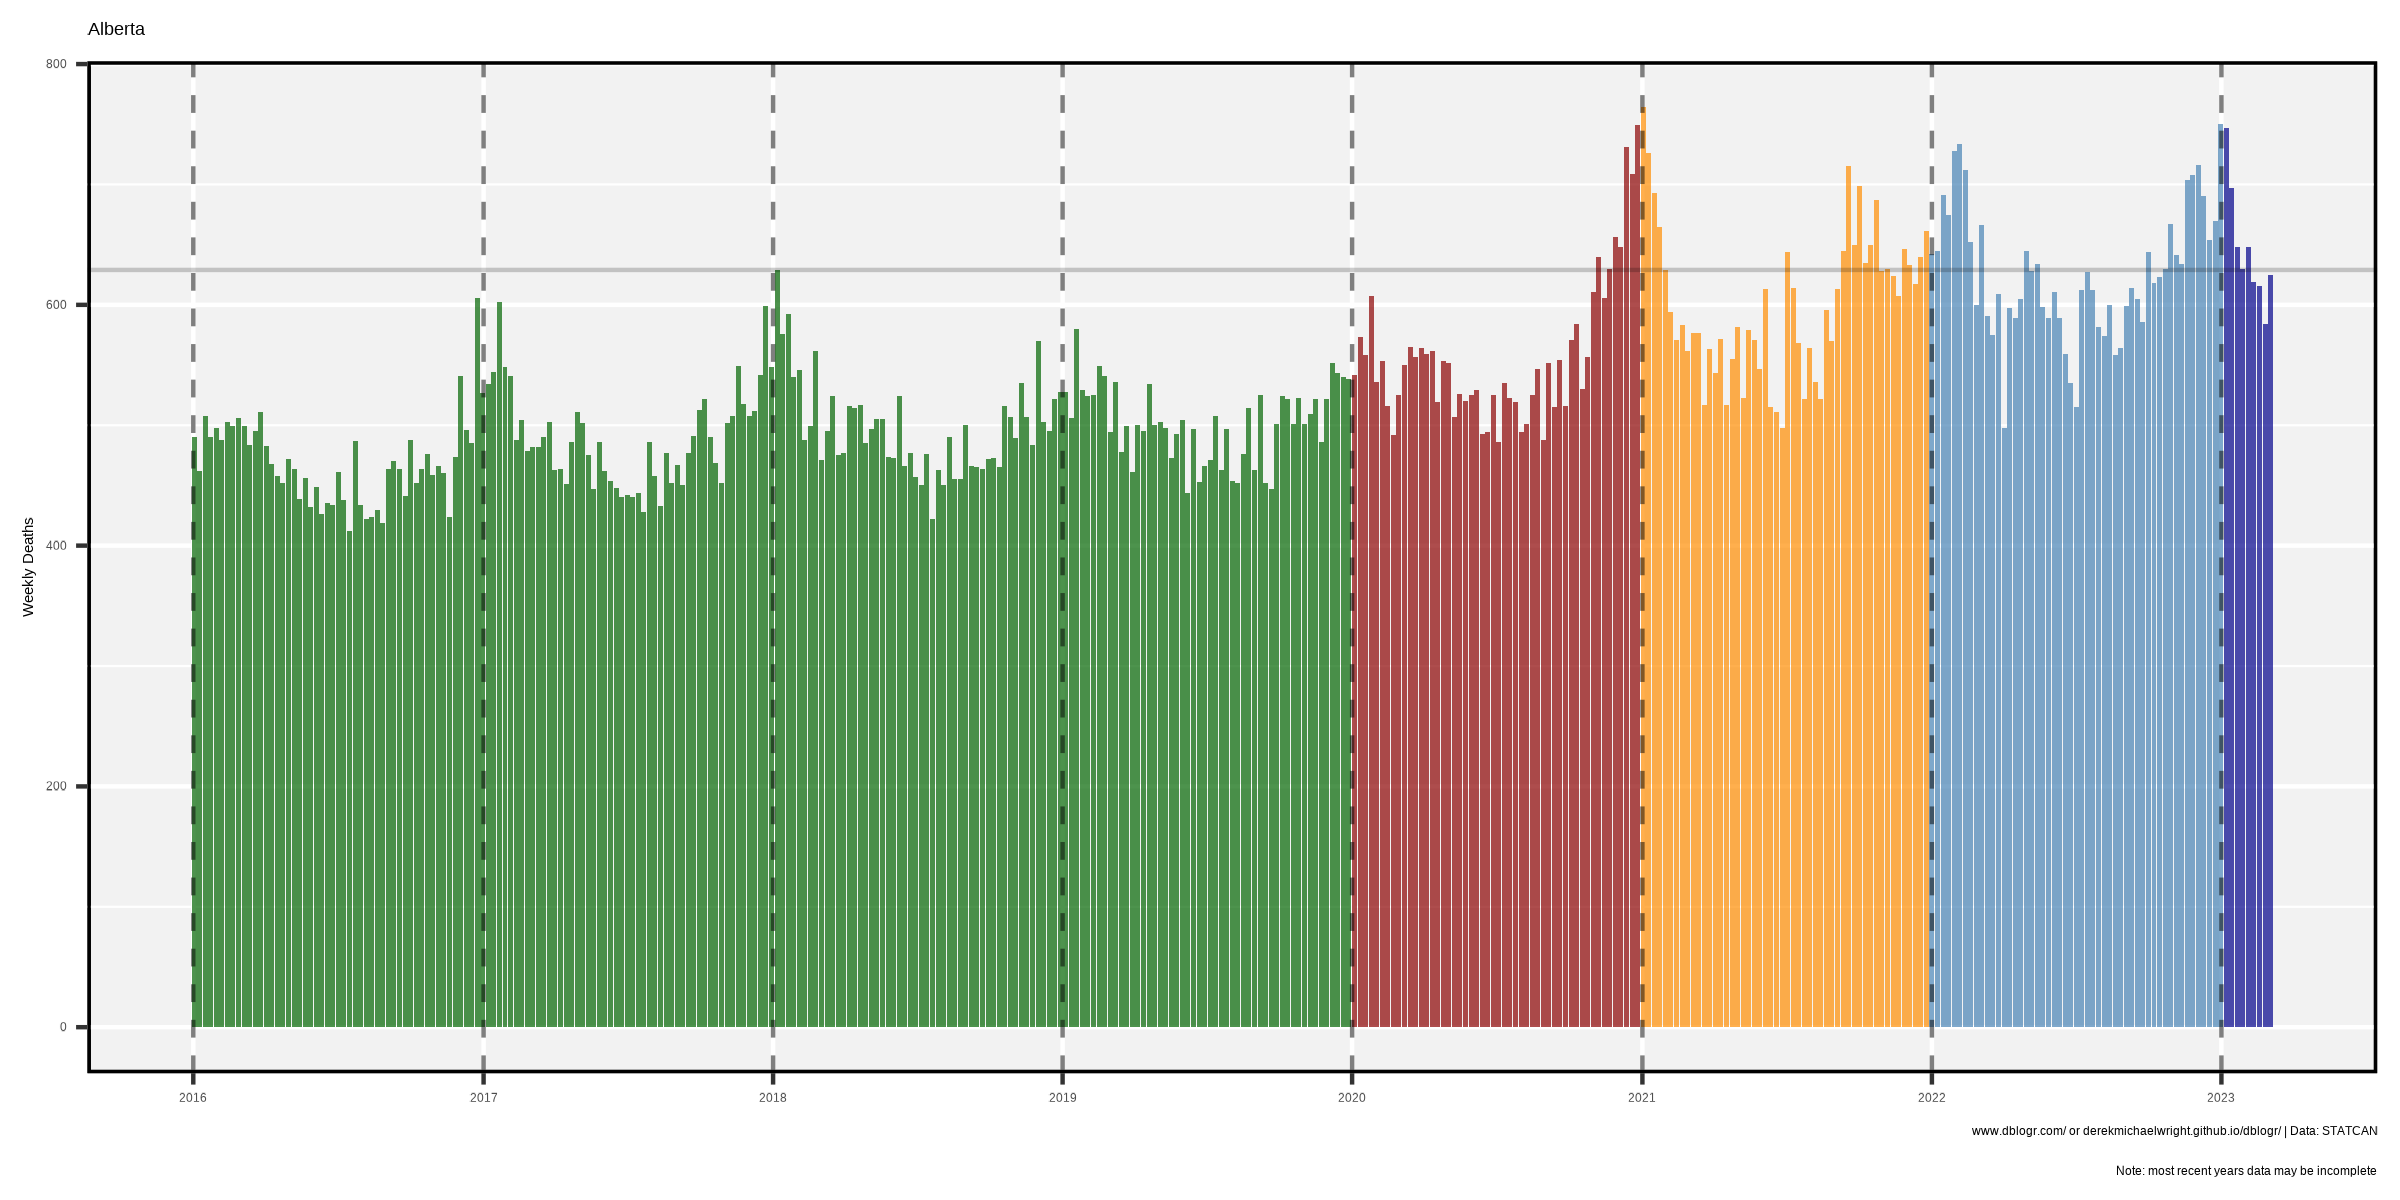 Alberta
800
600
400
200
0
Weekly Deaths
2016 2017 2018 2019 2020 2021 2022 2023
www.dblogr.com/ or derekmichaelwright.github.io/dblogr/ | Data: STATCAN
Note: most recent years data may be incomplete